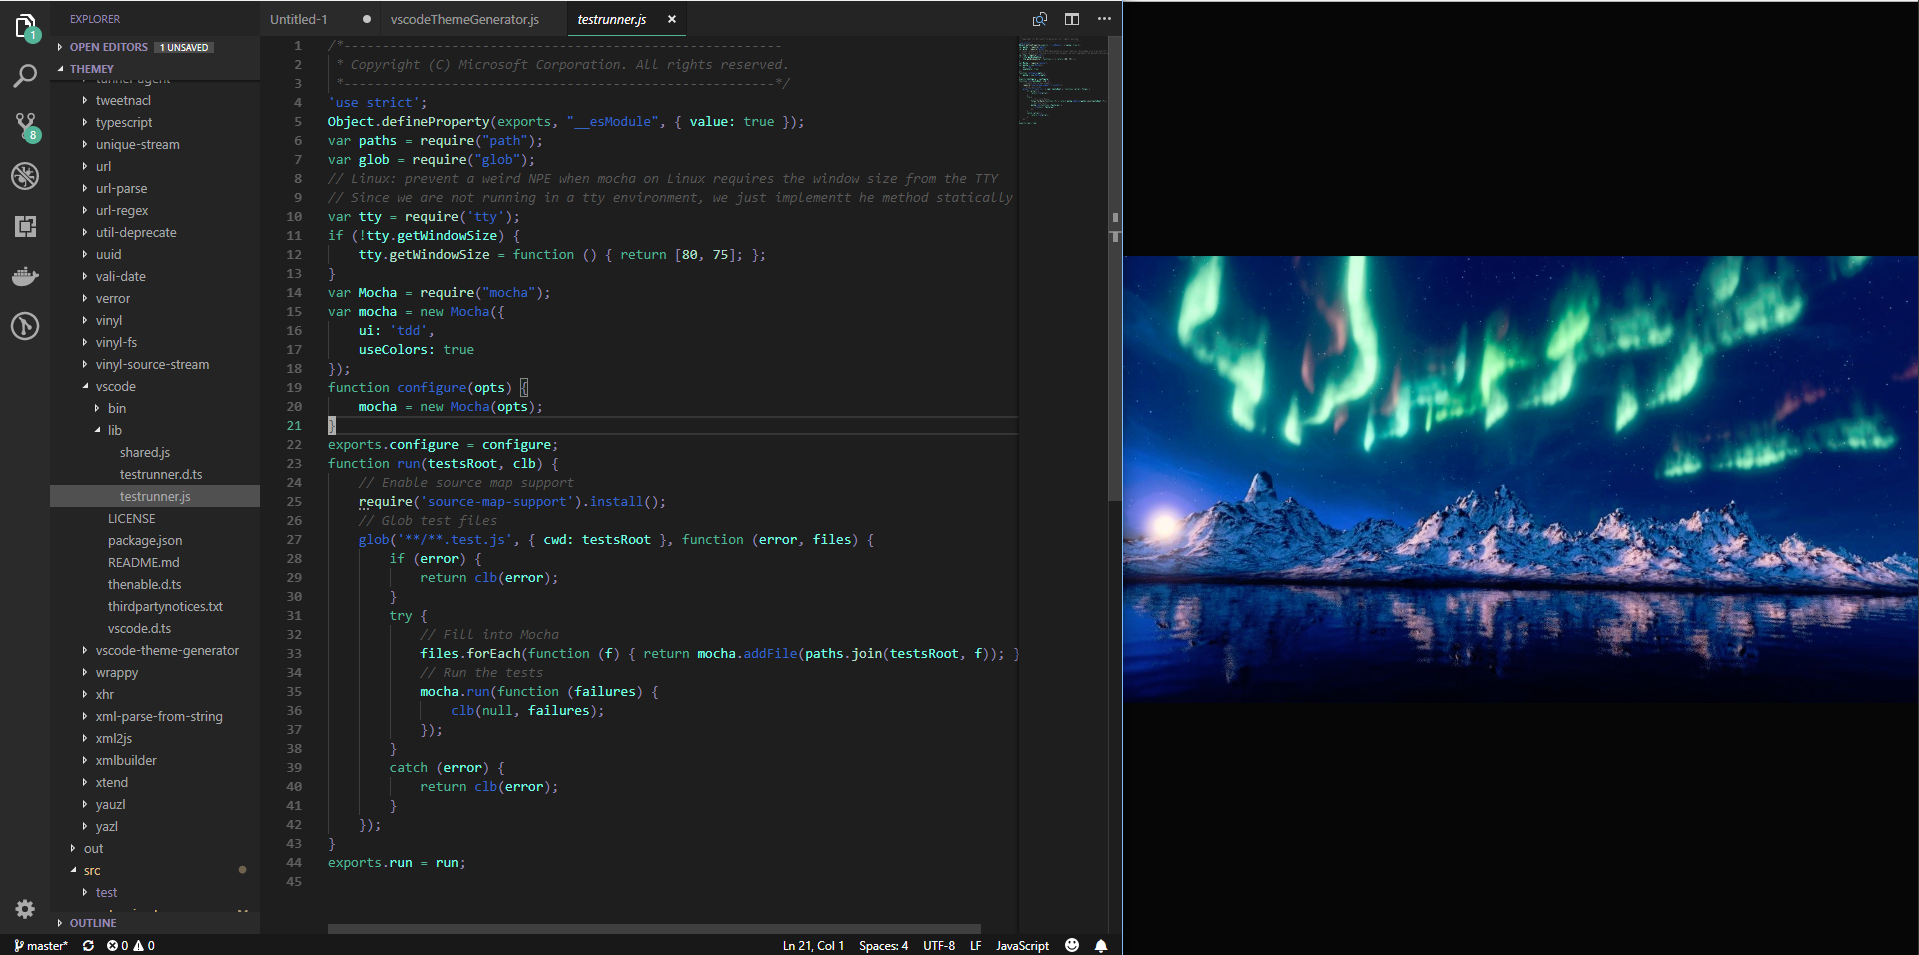 EXPLORER
OPEN EDITORS 1 UNSAVED
THEMEY
tunnel-agent
tweetnacl
typescript
unique-stream
url
url-parse
url-regex
util-deprecate
uuid
vali-date
verror
vinyl
vinyl-fs
vinyl-source-stream
vscode
bin
lib
shared.js
testrunner.d.ts
testrunner.js
LICENSE
package.json
README.md
thenable.d.ts
thirdpartynotices.txt
vscode.d.ts
vscode-theme-generator
wrappy
xhr
xml-parse-from-string
xml2js
xmlbuilder
xtend
yauzl
yazl
out
src
test
OUTLINE
1
8
Untitled-1 vscodeThemeGenerator.js testrunner.js
1 /*---------------------------------------------------------
2  * Copyright (C) Microsoft Corporation. All rights reserved.
3  *--------------------------------------------------------*/
4 'use strict';
5 Object.defineProperty(exports, "__esModule", { value: true });
6 var paths = require("path");
7 var glob = require("glob");
8 // Linux: prevent a weird NPE when mocha on Linux requires the window size from the TTY
9 // Since we are not running in a tty environment, we just implementt he method statically
10 var tty = require('tty');
11 if (!tty.getWindowSize) {
12     tty.getWindowSize = function () { return [80, 75]; };
13 }
14 var Mocha = require("mocha");
15 var mocha = new Mocha({
16     ui: 'tdd',
17     useColors: true
18 });
19 function configure(opts) {
20     mocha = new Mocha(opts);
21 }
22 exports.configure = configure;
23 function run(testsRoot, clb) {
24     // Enable source map support
25     require('source-map-support').install();
26     // Glob test files
27     glob('**/**.test.js', { cwd: testsRoot }, function (error, files) {
28         if (error) {
29             return clb(error);
30         }
31         try {
32             // Fill into Mocha
33             files.forEach(function (f) { return mocha.addFile(paths.join(testsRoot, f)); }
34             // Run the tests
35             mocha.run(function (failures) {
36                 clb(null, failures);
37             });
38         }
39         catch (error) {
40             return clb(error);
41         }
42     });
43 }
44 exports.run = run;
45
master* 0 0 Ln 21, Col 1 Spaces: 4 UTF-8 LF JavaScript